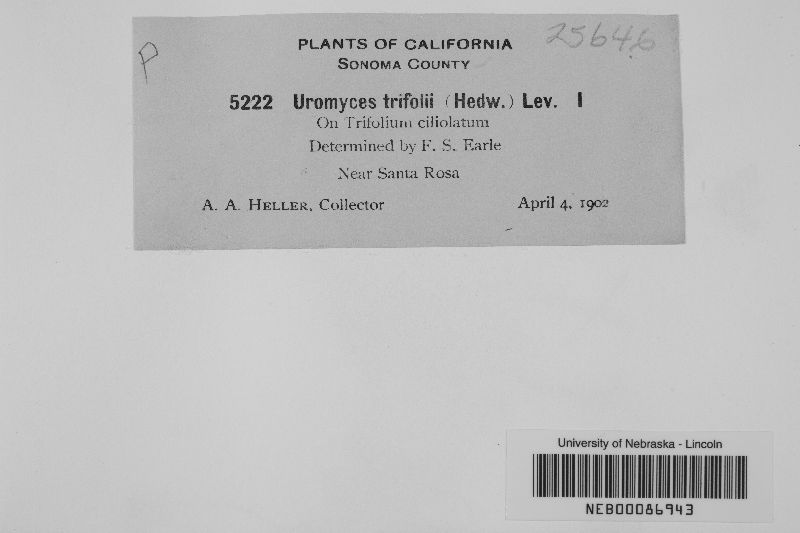 P
25646
PLANTS OF CALIFORNIA
SONOMA COUNTY
5222 Uromyces trifolii (Hedw.) Lev. I
On Trifolium ciliolatum
Determined by F. S. Earle
Near Santa Rosa
A. A. HELLER, Collector April 4, 1902
University of Nebraska - Lincoln
NEB00086943